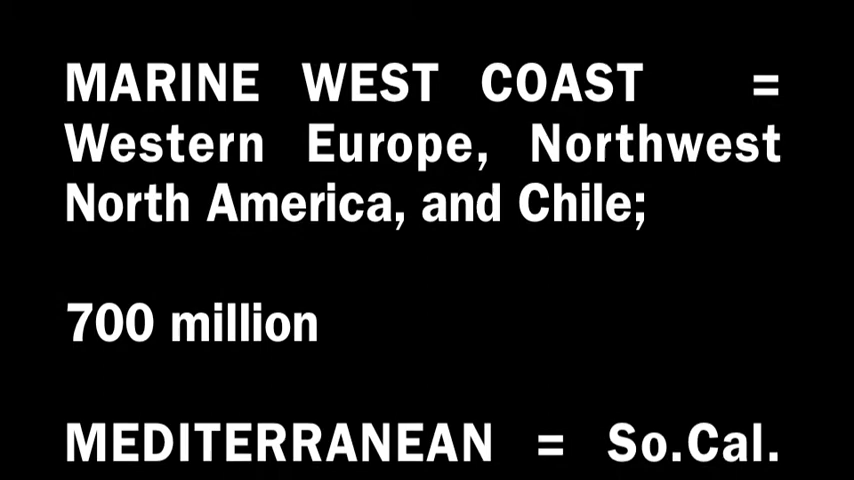 MARINE WEST COAST =
Western Europe, Northwest
North America, and Chile;
700 million
MEDITERRANEAN = So.Cal.